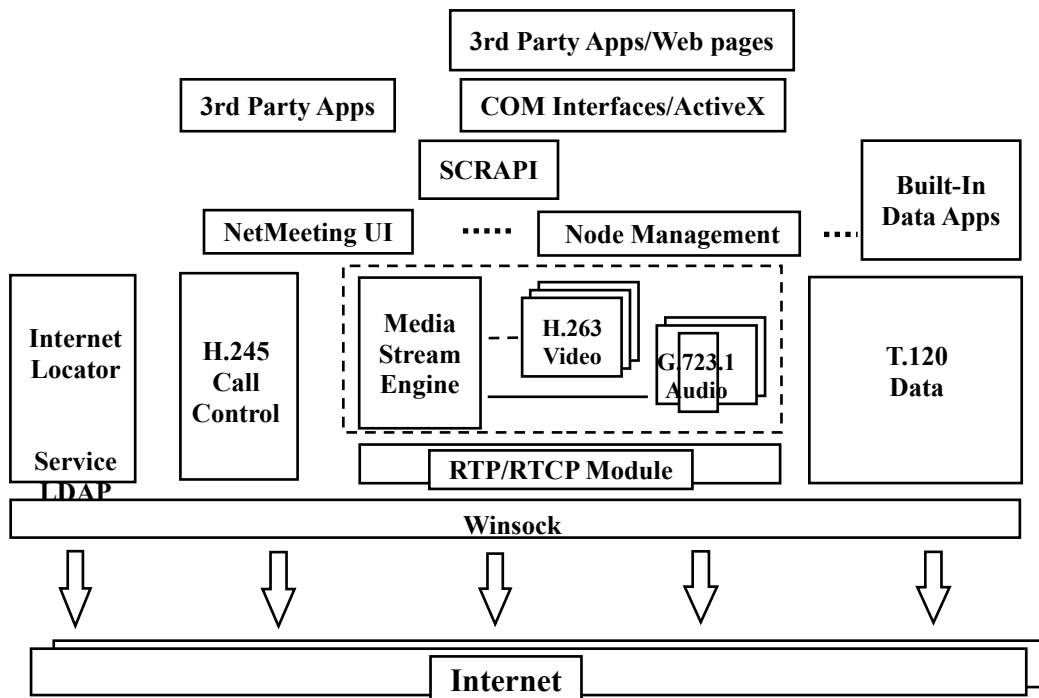 3rd Party Apps/Web pages
3rd Party Apps
COM Interfaces/ActiveX
SCRAPI
Built-In
Data Apps
NetMeeting UI
Node Management
Internet
Locator
Service
LDAP
H.245
Call
Control
Media
Stream
Engine
H.263
Video
G.723.1
Audio
T.120
Data
RTP/RTCP Module
Winsock
Internet